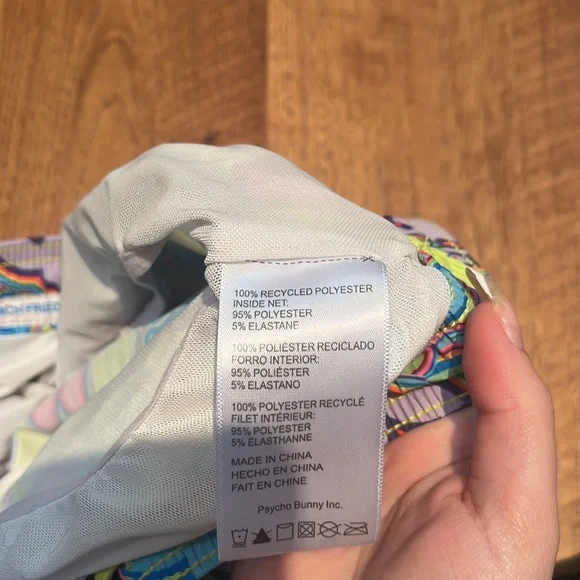 100% RECYCLED POLYESTER
INSIDE NET:
95% POLYESTER
5% ELASTANE
100% POLIÉSTER RECICLADO
FORRO INTERIOR:
95% POLIÉSTER
5% ELASTANO
100% POLYESTER RECYCLÉ
FILET INTÉRIEUR:
95% POLYESTER
5% ÉLASTHANNE
MADE IN CHINA
HECHO EN CHINA
FAIT EN CHINE
Psycho Bunny Inc.